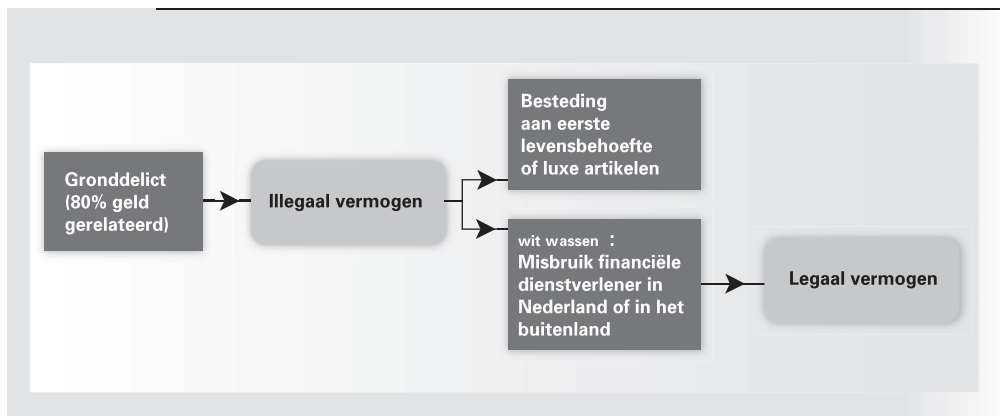 Gronddelict
(80% geld
gerelateerd)
Illegaal vermogen
Besteding
aan eerste
levensbehoefte
of luxe artikelen
wit wassen :
Misbruik financiële
dienstverlener in
Nederland of in het
buitenland
Legaal vermogen